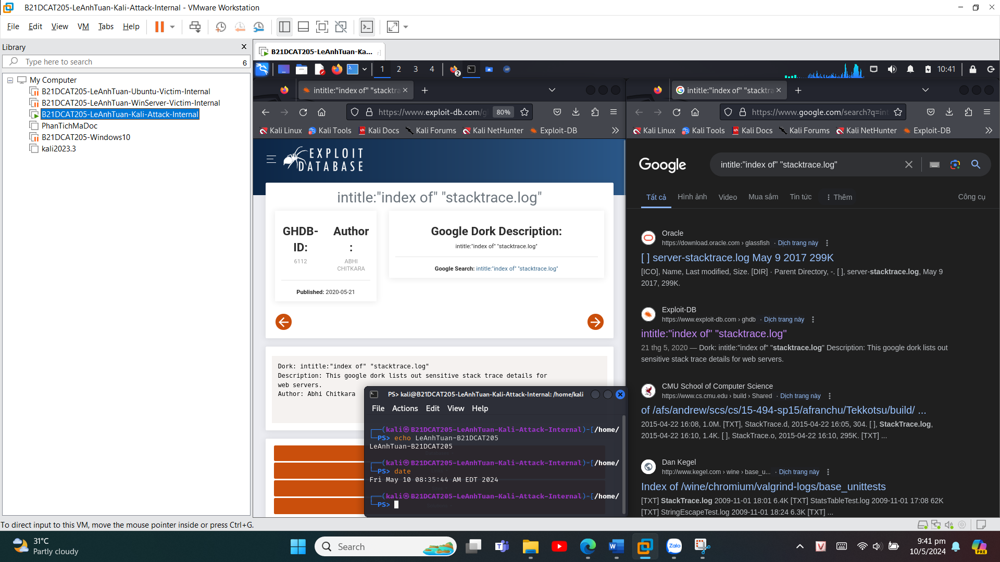 B21DCAT205-LeAnhTuan-Kali-Attack-Internal - VMware Workstation
File Edit View VM Tabs Help
Library
Type here to search
6
My Computer
B21DCAT205-LeAnhTuan-Ubuntu-Victim-Internal
B21DCAT205-LeAnhTuan-WinServer-Victim-Internal
B21DCAT205-LeAnhTuan-Kali-Attack-Internal
PhanTichMaDoc
B21DCAT205-Windows10
kali2023.3
B21DCAT205-LeAnhTuan-Ka...
1 2 3 4
2
10:41
intitle:"index of" "stacktra
https://www.exploit-db.com/g
80%
Kali Linux Kali Tools Kali Docs Kali Forums Kali NetHunter Exploit-DB
EXPLOIT
DATABASE
intitle:"index of" "stacktrace.log"
GHDB-
ID:
6112
Author
:
ABHI
CHITKARA
Published: 2020-05-21
Google Dork Description:
intitle:"index of" "stacktrace.log"
Google Search: intitle:"index of" "stacktrace.log"
Dork: intitle:"index of" "stacktrace.log"
Description: This google dork lists out sensitive stack trace details for
web servers.
Author: Abhi Chitkara
PS> kali@B21DCAT205-LeAnhTuan-Kali-Attack-Internal: /home/kali
File Actions Edit View Help
┌──(kali㉿B21DCAT205-LeAnhTuan-Kali-Attack-Internal)-[/home/
└─PS> echo LeAnhTuan-B21DCAT205
LeAnhTuan-B21DCAT205
┌──(kali㉿B21DCAT205-LeAnhTuan-Kali-Attack-Internal)-[/home/
└─PS> date
Fri May 10 08:35:44 AM EDT 2024
┌──(kali㉿B21DCAT205-LeAnhTuan-Kali-Attack-Internal)-[/home/
└─PS>
intitle:"index of" "stacktra
https://www.google.com/search?q=int
Kali Linux Kali Tools Kali Docs Kali Forums Kali NetHunter Exploit-DB
Google
intitle:"index of" "stacktrace.log"
Tất cả Hình ảnh Video Mua sắm Tin tức Thêm Công cụ
Oracle
https://download.oracle.com › glassfish · Dịch trang này
[ ] server-stacktrace.log May 9 2017 299K
[ICO], Name, Last modified, Size. [DIR] · Parent Directory, -. [ ], server-stacktrace.log, May 9
2017, 299K.
Exploit-DB
https://www.exploit-db.com › ghdb · Dịch trang này
intitle:"index of" "stacktrace.log"
21 thg 5, 2020 — Dork: intitle:"index of" "stacktrace.log" Description: This google dork lists out
sensitive stack trace details for web servers.
CMU School of Computer Science
https://www.cs.cmu.edu › build › Shared · Dịch trang này
of /afs/andrew/scs/cs/15-494-sp15/afranchu/Tekkotsu/build/ ...
2015-04-22 16:08, 1.0M. [TXT], StackTrace.d, 2015-04-22 16:05, 304. [ ], StackTrace.log,
2015-04-22 16:10, 1.4K. [ ], StackTrace.o, 2015-04-22 16:10, 295K. [TXT] ...
Dan Kegel
http://www.kegel.com › wine › base_u... · Dịch trang này
Index of /wine/chromium/valgrind-logs/base_unittests
[TXT] StackTrace.log 2009-11-01 18:01 6.4K [TXT] StatsTableTest.log 2009-11-01 17:08 62K
[TXT] StringEscapeTest.log 2009-11-01 18:24 6.3K [TXT] ...
To direct input to this VM, move the mouse pointer inside or press Ctrl+G.
31°C
Partly cloudy
Search
Zalo
PRE
9:41 pm
10/5/2024